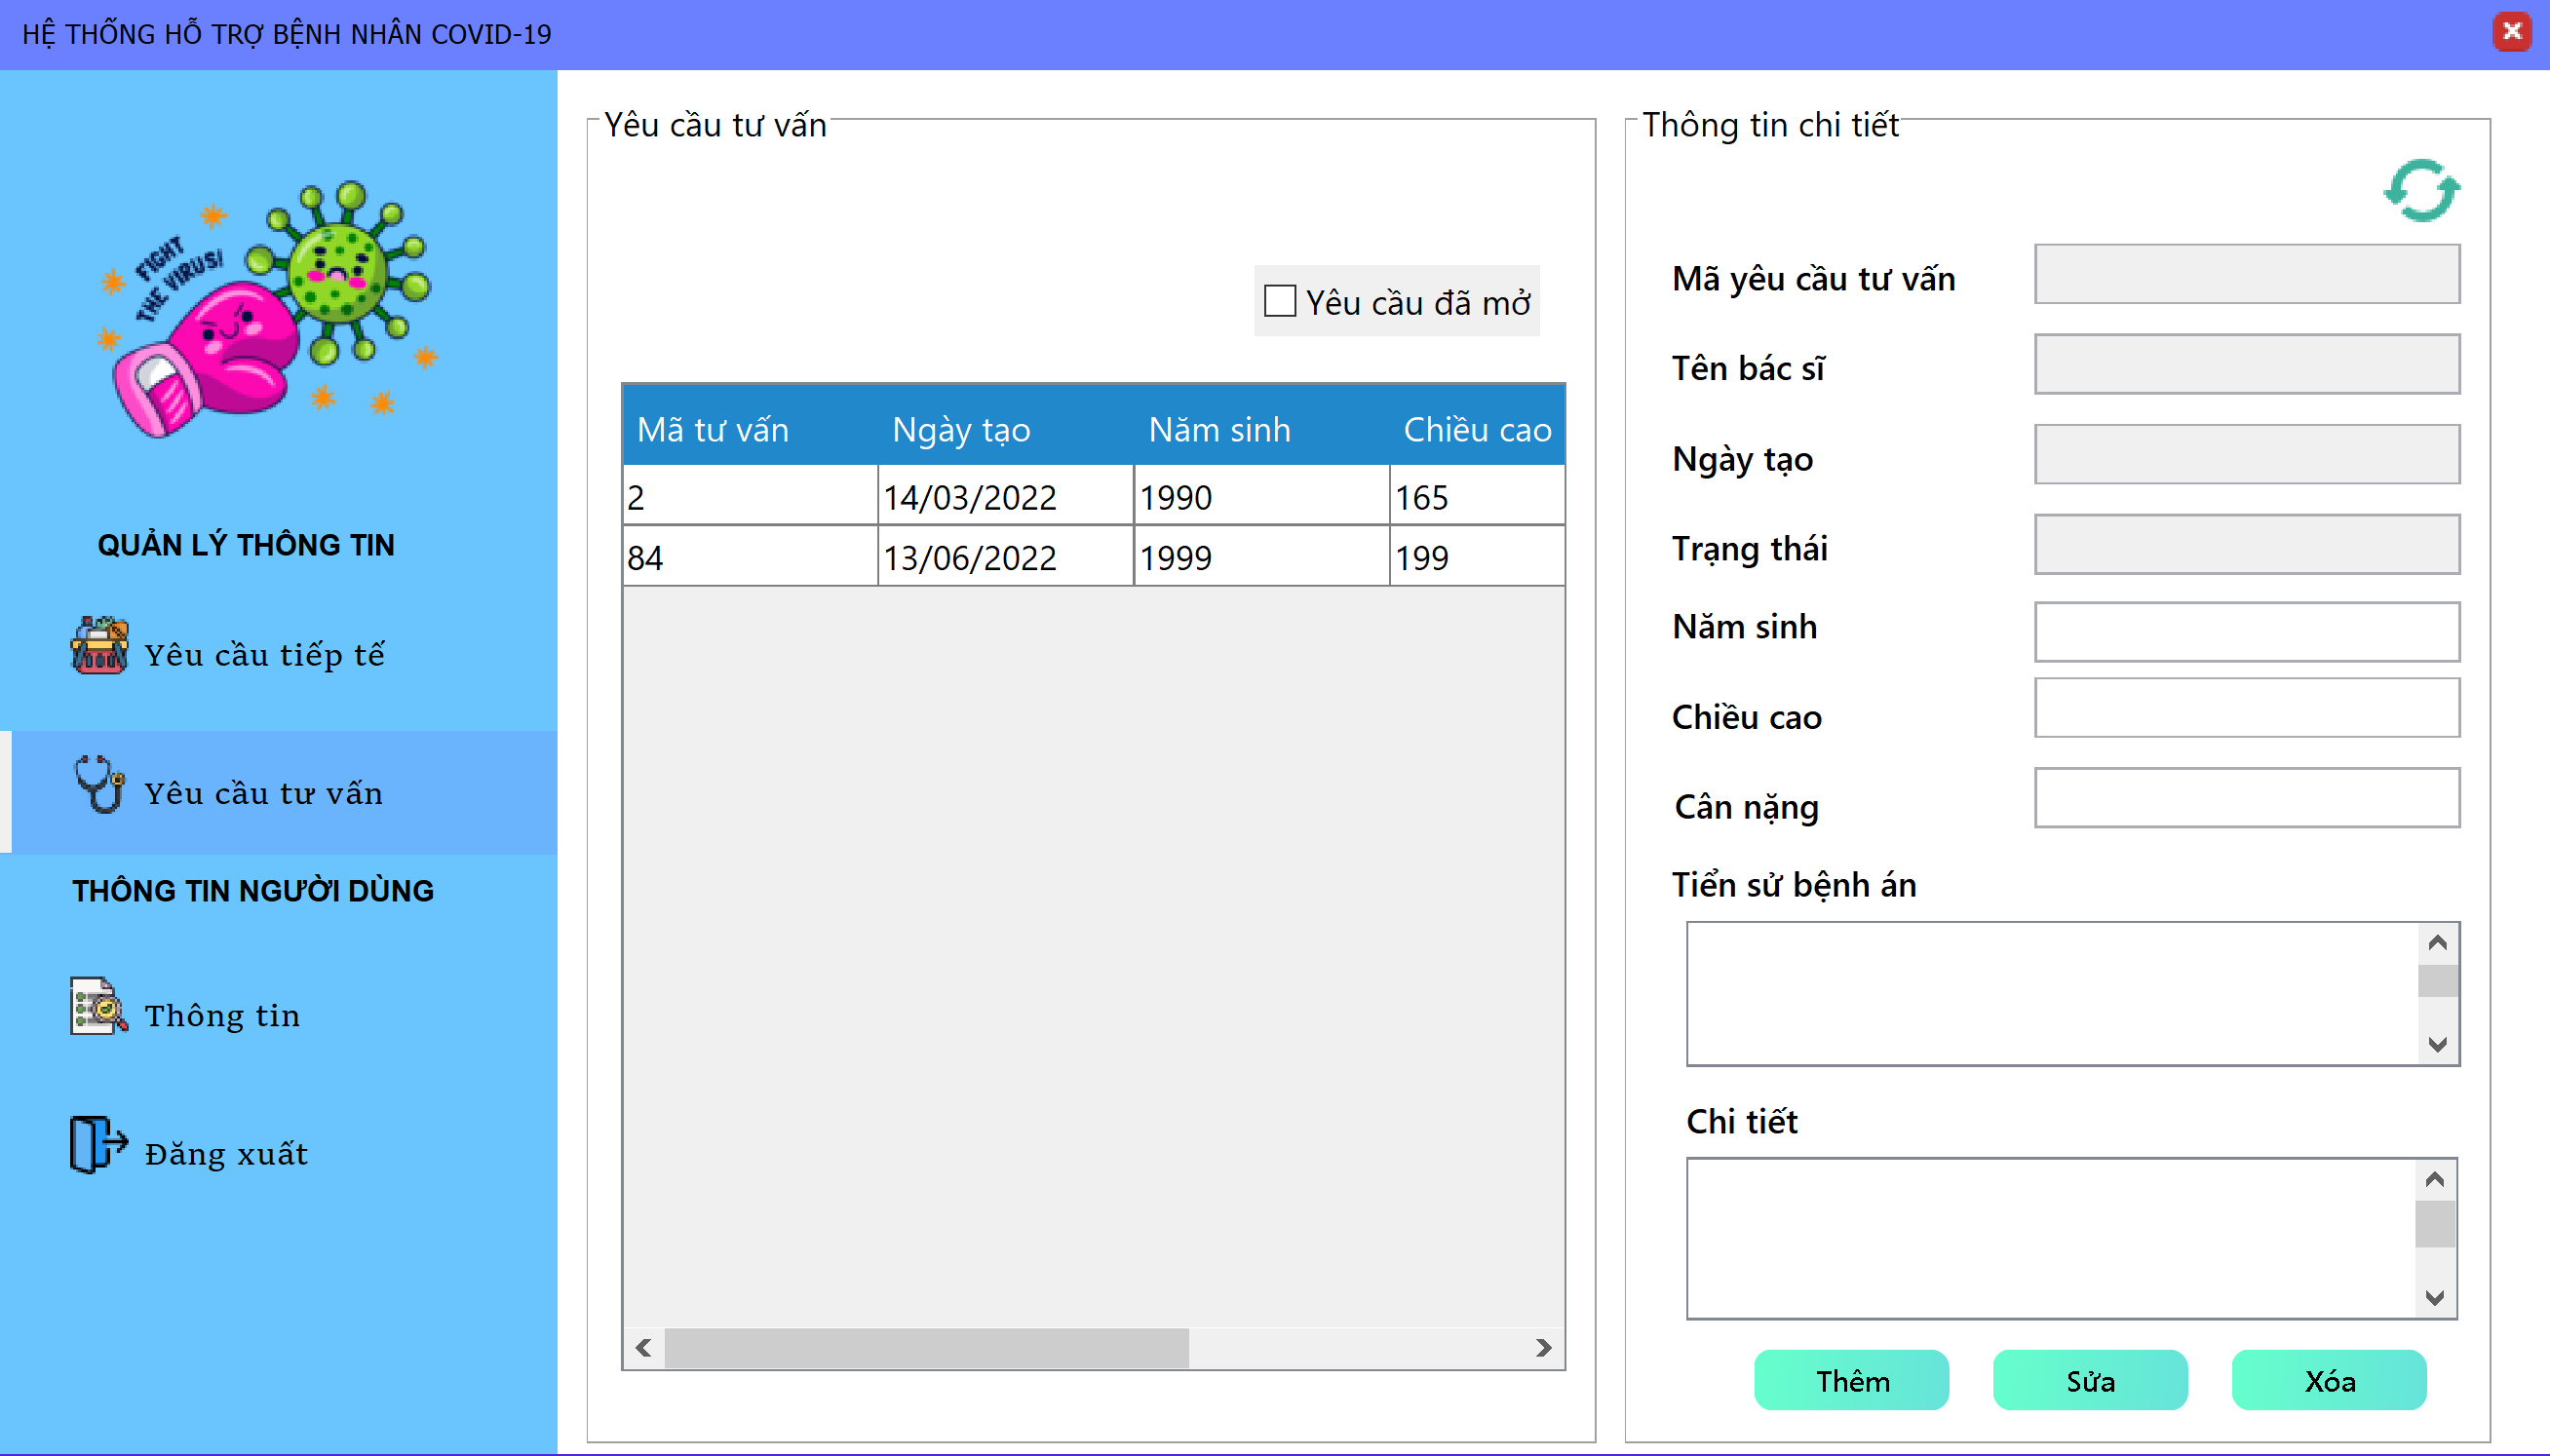 HỆ THỐNG HỖ TRỢ BỆNH NHÂN COVID-19
FIGHT
THE VIRUS!
QUẢN LÝ THÔNG TIN
Yêu cầu tiếp tế
Yêu cầu tư vấn
THÔNG TIN NGƯỜI DÙNG
Thông tin
Đăng xuất
Yêu cầu tư vấn
Yêu cầu đã mở
Mã tư vấn Ngày tạo Năm sinh Chiều cao
2 14/03/2022 1990 165
84 13/06/2022 1999 199
Thông tin chi tiết
Mã yêu cầu tư vấn
Tên bác sĩ
Ngày tạo
Trạng thái
Năm sinh
Chiều cao
Cân nặng
Tiển sử bệnh án
Chi tiết
Thêm Sửa Xóa